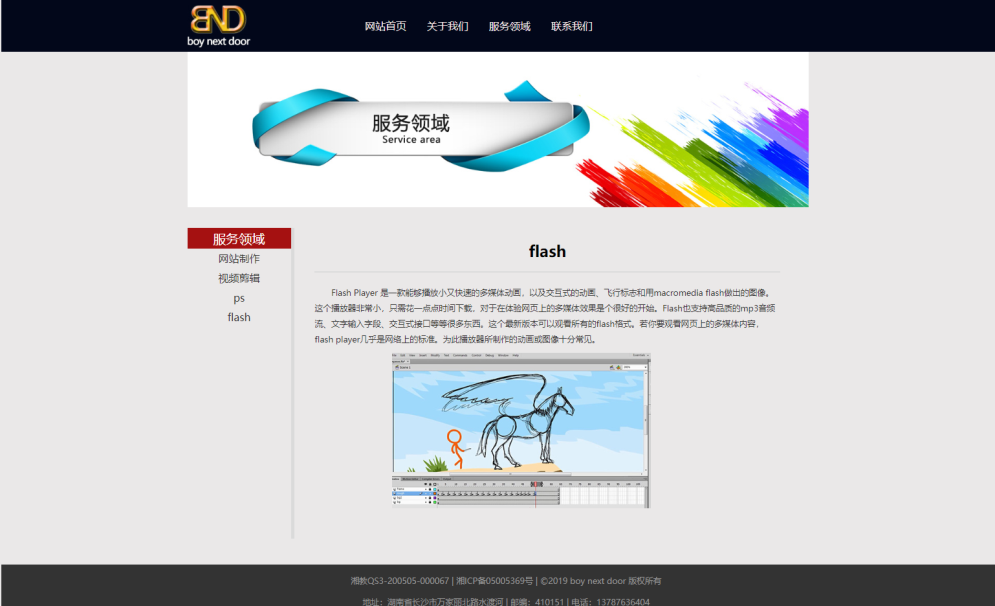 BND
boy next door
网站首页 关于我们 服务领域 联系我们
服务领域
Service area
服务领域
网站制作
视频剪辑
ps
flash
flash
Flash Player 是一款能够播放小又快速的多媒体动画，以及交互式的动画、飞行标志和用macromedia flash做出的图像。
这个播放器非常小，只需花一点点时间下载，对于在体验网页上的多媒体效果是个很好的开始。Flash也支持高品质的mp3音频
流、文字输入字段、交互式接口等等很多东西。这个最新版本可以观看所有的flash格式。若你要观看网页上的多媒体内容，
flash player几乎是网络上的标准。为此播放器所制作的动画或图像十分常见。
湘教QS3-200505-000067 | 湘ICP备05005369号 | ©2019 boy next door 版权所有
地址：湖南省长沙市万家丽北路水渡河 | 邮编：410151 | 电话：13787636404